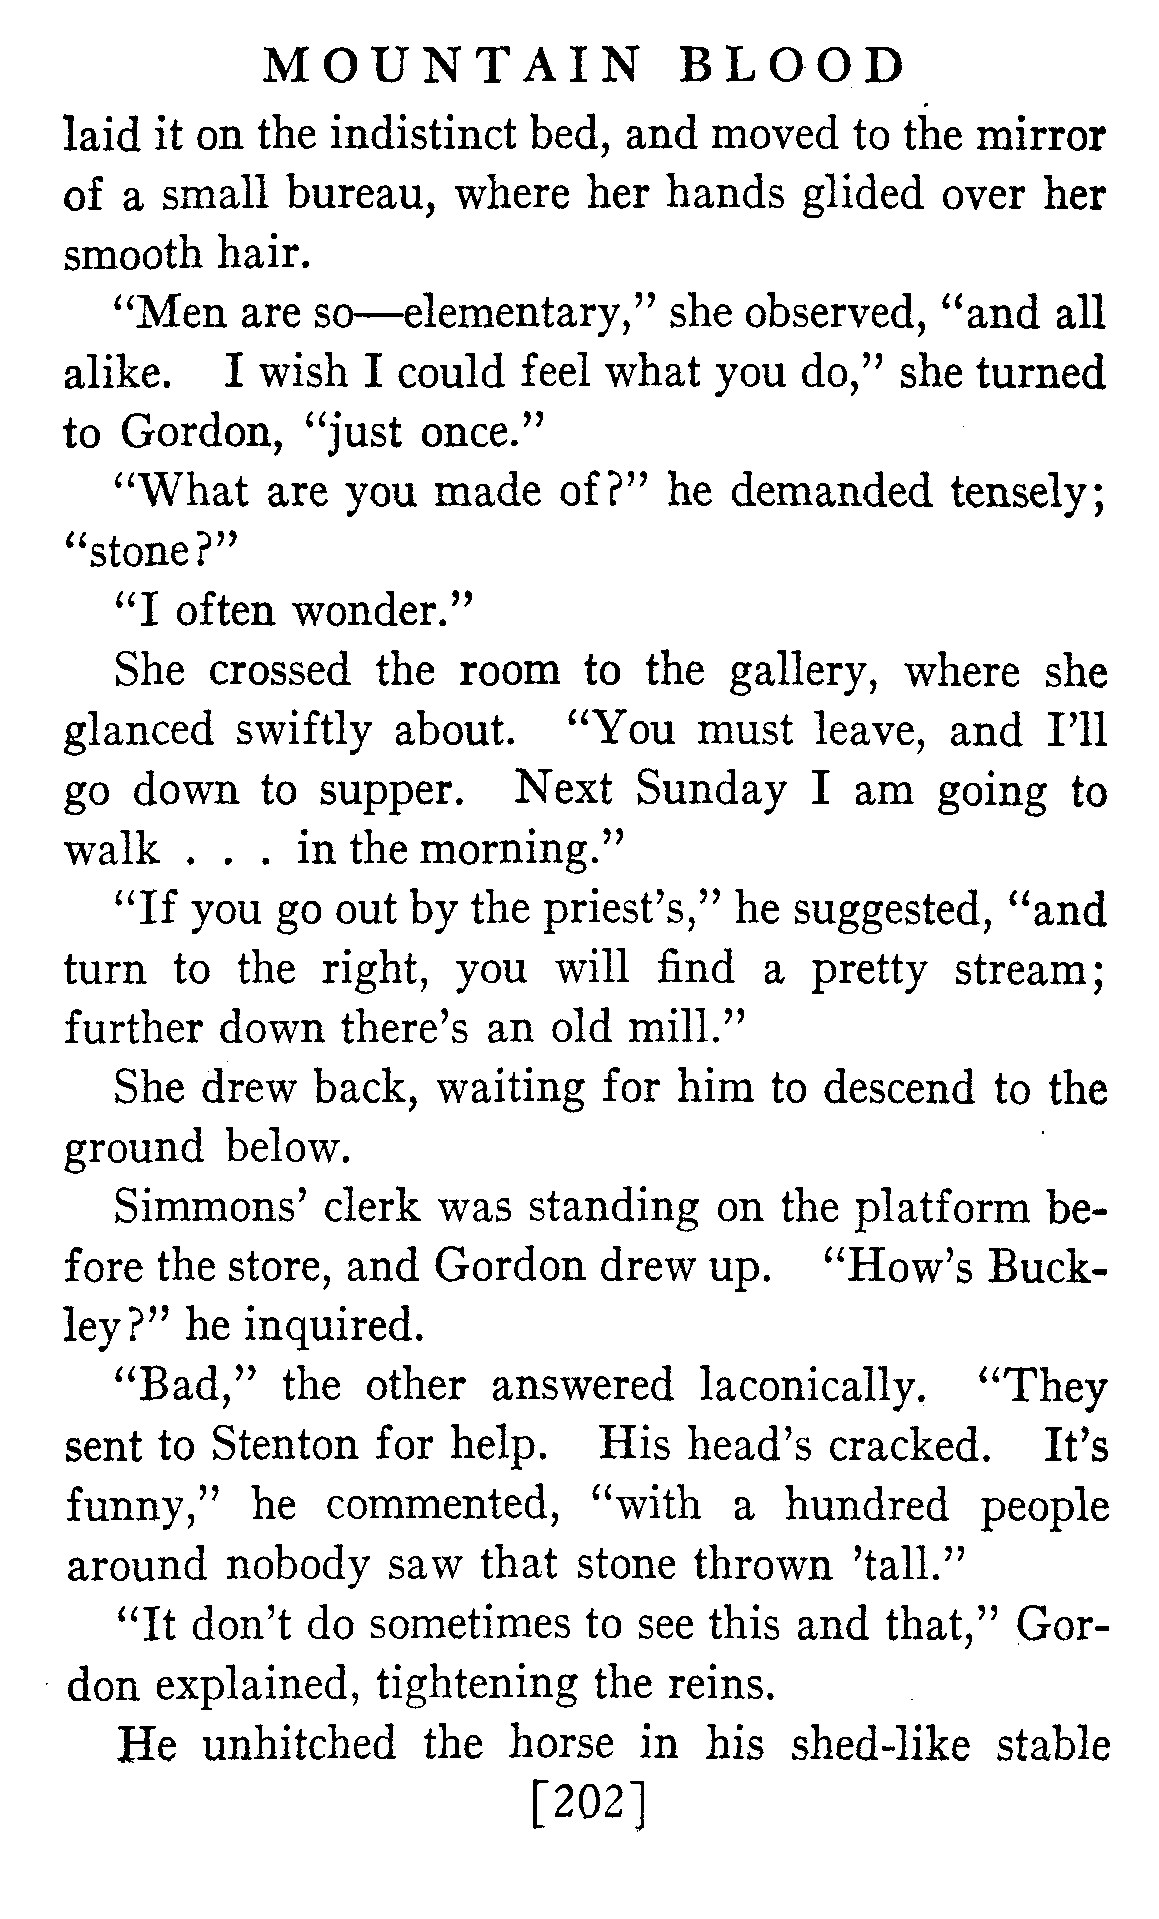 MOUNTAIN BLOOD
laid it on the indistinct bed, and moved to the mirror
of a small bureau, where her hands glided over her
smooth hair.
“Men are so—elementary,” she observed, “and all
alike. I wish I could feel what you do,” she turned
to Gordon, “just once.”
“What are you made of?” he demanded tensely;
“stone?”
“I often wonder.”
She crossed the room to the gallery, where she
glanced swiftly about. “You must leave, and I’ll
go down to supper. Next Sunday I am going to
walk . . . in the morning.”
“If you go out by the priest’s,” he suggested, “and
turn to the right, you will find a pretty stream;
further down there’s an old mill.”
She drew back, waiting for him to descend to the
ground below.
Simmons’ clerk was standing on the platform be-
fore the store, and Gordon drew up. “How’s Buck-
ley?” he inquired.
“Bad,” the other answered laconically. “They
sent to Stenton for help. His head’s cracked. It’s
funny,” he commented, “with a hundred people
around nobody saw that stone thrown ’tall.”
“It don’t do sometimes to see this and that,” Gor-
don explained, tightening the reins.
He unhitched the horse in his shed-like stable
[202]